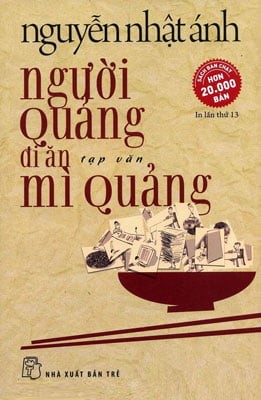 nguyễn nhật ánh
người
quảng
đi ăn tạp văn
mì quảng
SÁCH BÁN CHẠY
HƠN
20.000
BẢN
In lần thứ 13
NHÀ XUẤT BẢN TRẺ